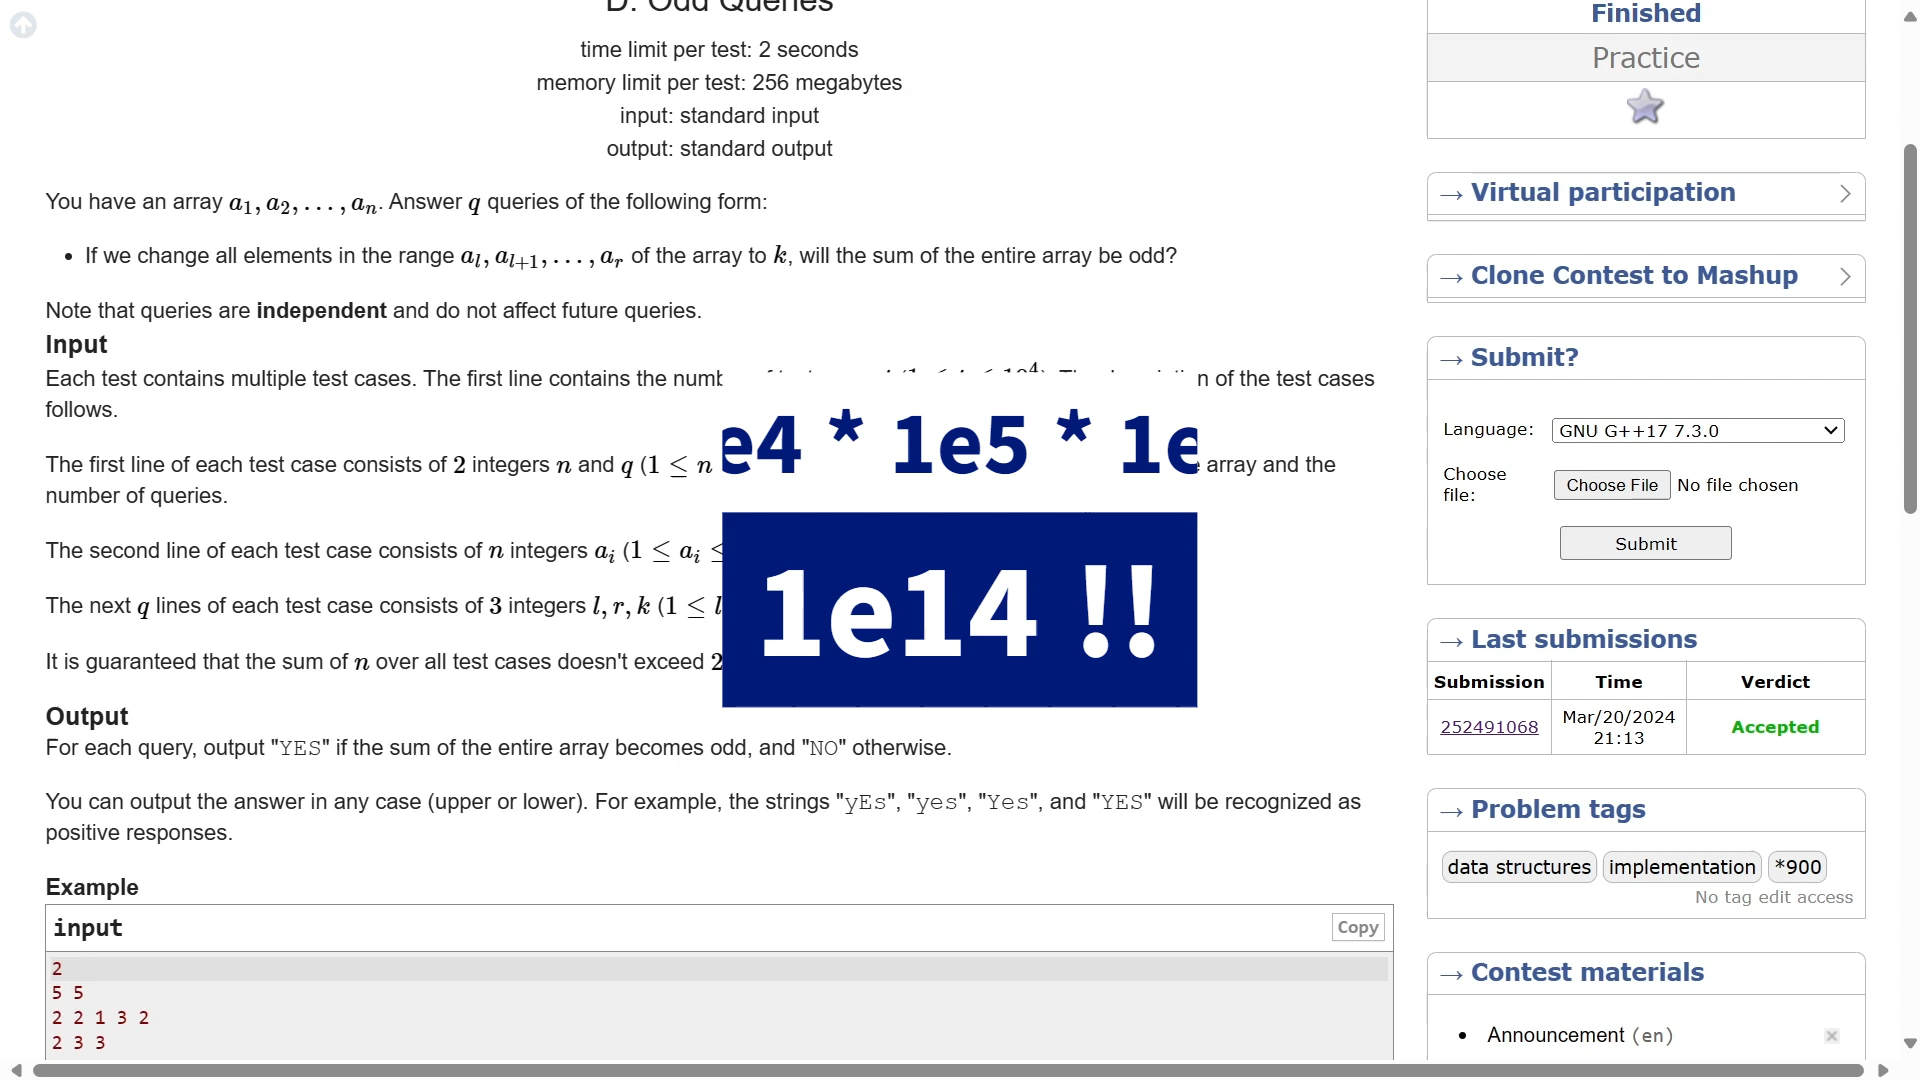 D. Odd Queries
time limit per test: 2 seconds
memory limit per test: 256 megabytes
input: standard input
output: standard output
You have an array a₁, a₂, . . . , aₙ. Answer q queries of the following form:
• If we change all elements in the range aₗ, aₗ₊₁, . . . , aᵣ of the array to k, will the sum of the entire array be odd?
Note that queries are independent and do not affect future queries.
Input
Each test contains multiple test cases. The first line contains the n of the test cases
follows.
The first line of each test case consists of 2 integers n and q (1 ≤ n array and the
number of queries.
The second line of each test case consists of n integers aᵢ (1 ≤ aᵢ ≤
The next q lines of each test case consists of 3 integers l, r, k (1 ≤ l
It is guaranteed that the sum of n over all test cases doesn't exceed 2
e4 * 1e5 * 1e
1e14 !!
Output
For each query, output "YES" if the sum of the entire array becomes odd, and "NO" otherwise.
You can output the answer in any case (upper or lower). For example, the strings "yEs", "yes", "Yes", and "YES" will be recognized as
positive responses.
Example
input
Copy
2
5 5
2 2 1 3 2
2 3 3
Finished
Practice
→ Virtual participation
→ Clone Contest to Mashup
→ Submit?
Language: GNU G++17 7.3.0
Choose
file: Choose File No file chosen
Submit
→ Last submissions
Submission Time Verdict
252491068 Mar/20/2024
21:13 Accepted
→ Problem tags
data structures implementation *900
No tag edit access
→ Contest materials
• Announcement (en)